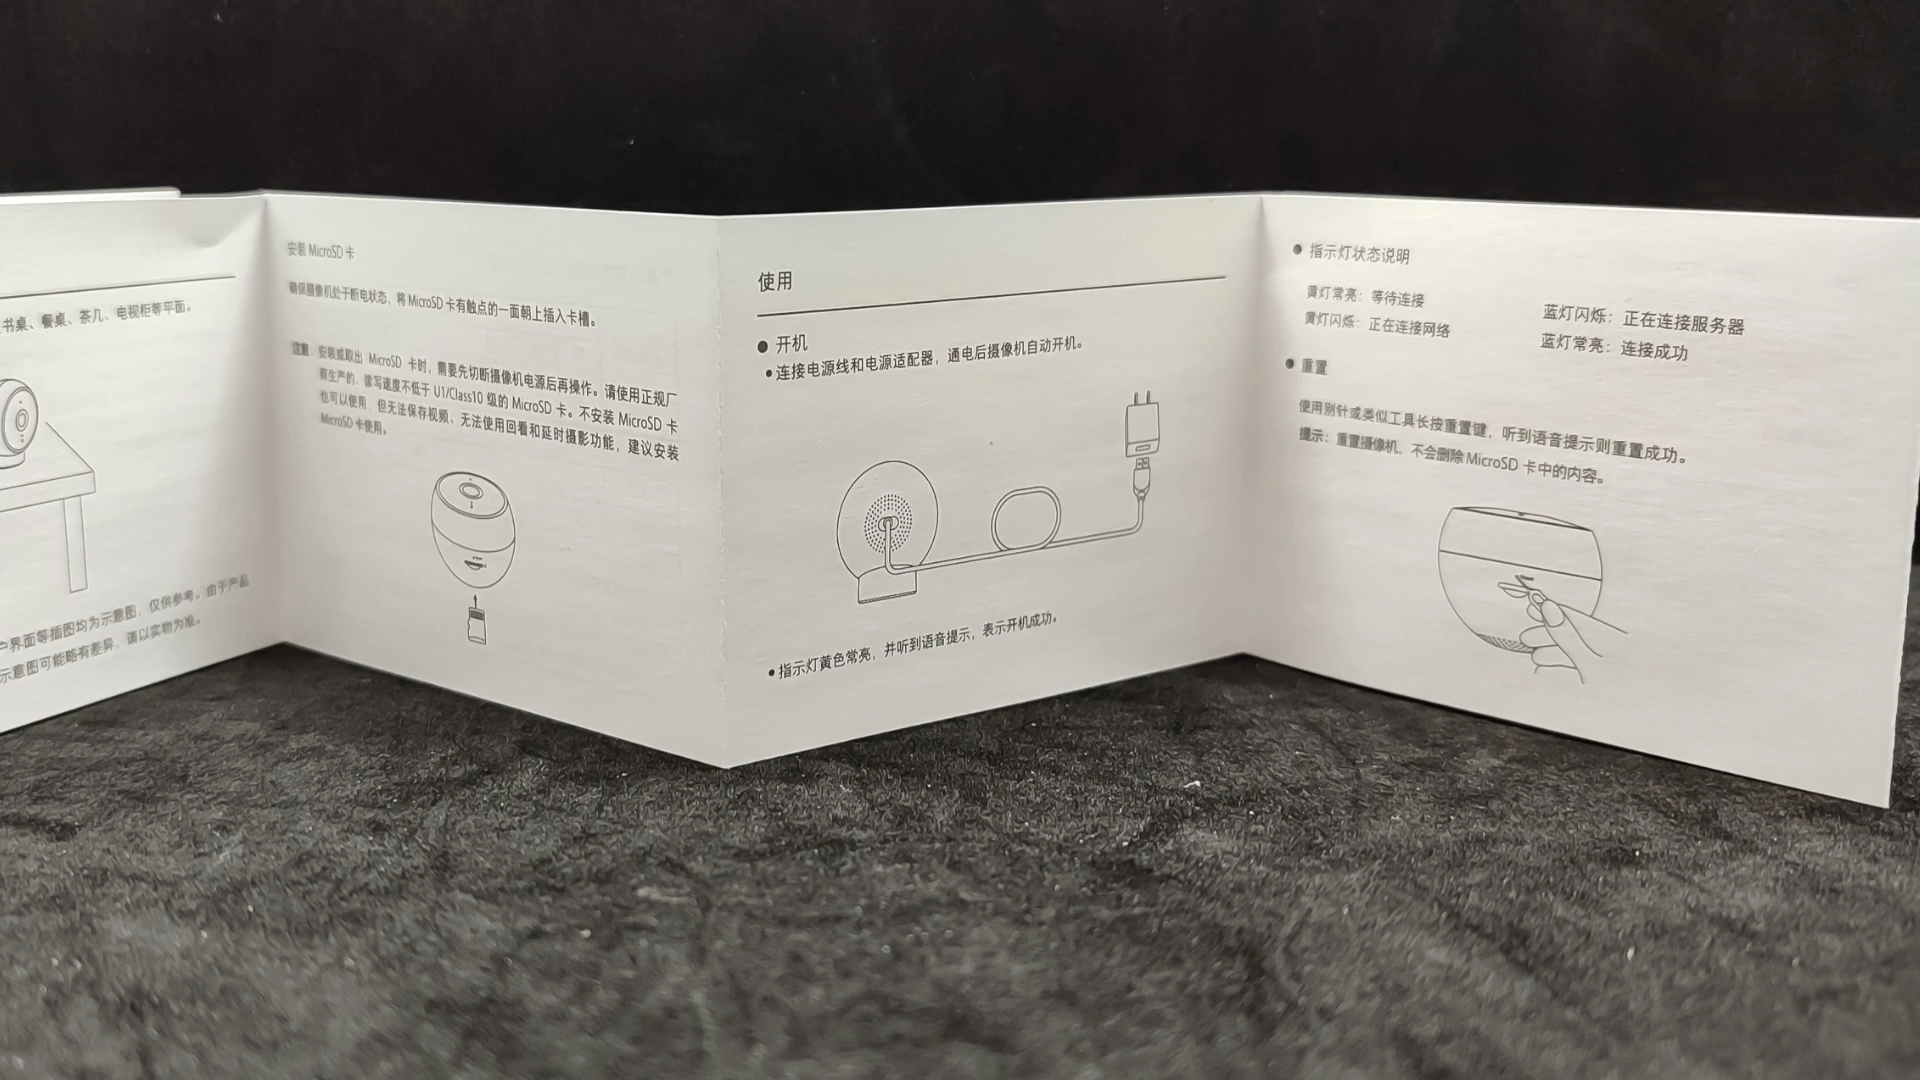 书桌、餐桌、茶几、电视柜等平面。
户界面等插图均为示意图，仅供参考。由于产品
示意图可能略有差异，请以实物为准。
安装 MicroSD 卡
确保摄像机处于断电状态，将 MicroSD 卡有触点的一面朝上插入卡槽。
注意：安装或取出 MicroSD 卡时，需要先切断摄像机电源后再操作。请使用正规厂
商生产的、读写速度不低于 U1/Class10 级的 MicroSD 卡。不安装 MicroSD 卡
也可以使用，但无法保存视频、无法使用回看和延时摄影功能，建议安装
MicroSD 卡使用。
使用
● 开机
• 连接电源线和电源适配器，通电后摄像机自动开机。
• 指示灯黄色常亮，并听到语音提示，表示开机成功。
● 指示灯状态说明
黄灯常亮：等待连接
黄灯闪烁：正在连接网络
蓝灯闪烁：正在连接服务器
蓝灯常亮：连接成功
● 重置
使用别针或类似工具长按重置键，听到语音提示则重置成功。
提示：重置摄像机，不会删除 MicroSD 卡中的内容。